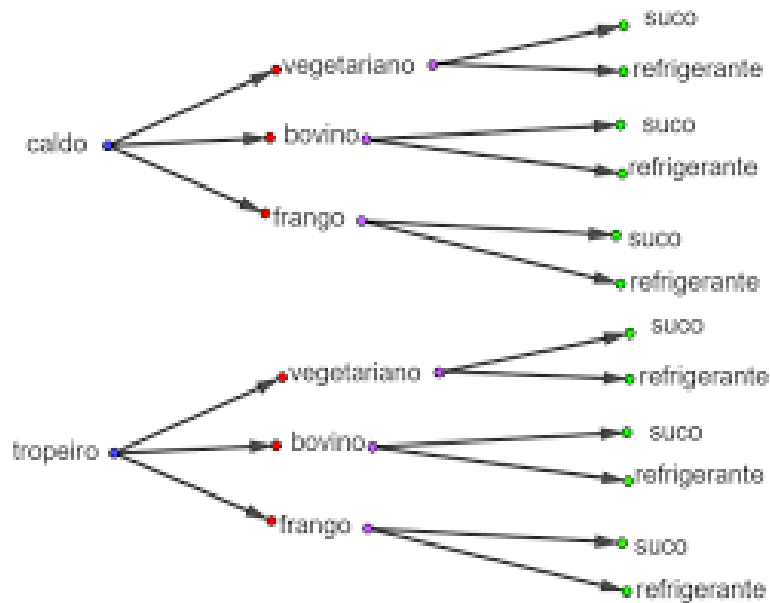 suco
vegetariano
refrigerante
suco
caldo
bovino
refrigerante
frango
suco
refrigerante
suco
vegetariano
refrigerante
suco
tropeiro
bovino
refrigerante
frango
suco
refrigerante